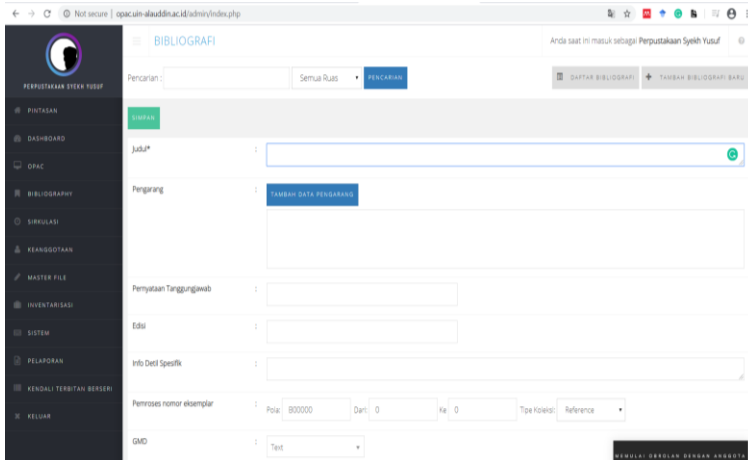 Not secure | opac.uin-alauddin.ac.id/admin/index.php
PERPUSTAKAAN SYEKH YUSUF
PINTASAN
DASHBOARD
OPAC
BIBLIOGRAPHY
SIRKULASI
KEANGGOTAAN
MASTER FILE
INVENTARISASI
SISTEM
PELAPORAN
KENDALI TERBITAN BERSERI
KELUAR
BIBLIOGRAFI
Anda saat ini masuk sebagai Perpustakaan Syekh Yusuf
Pencarian :
Semua Ruas
PENCARIAN
DAFTAR BIBLIOGRAFI
TAMBAH BIBLIOGRAFI BARU
SIMPAN
Judul* :
Pengarang :
TAMBAH DATA PENGARANG
Pernyataan Tanggungjawab :
Edisi :
Info Detil Spesifik :
Pemroses nomor eksemplar : Pola: B00000 Dari: 0 Ke 0 Tipe Koleksi: Reference
GMD : Text
MEMULAI OBROLAN DENGAN ANGGOTA